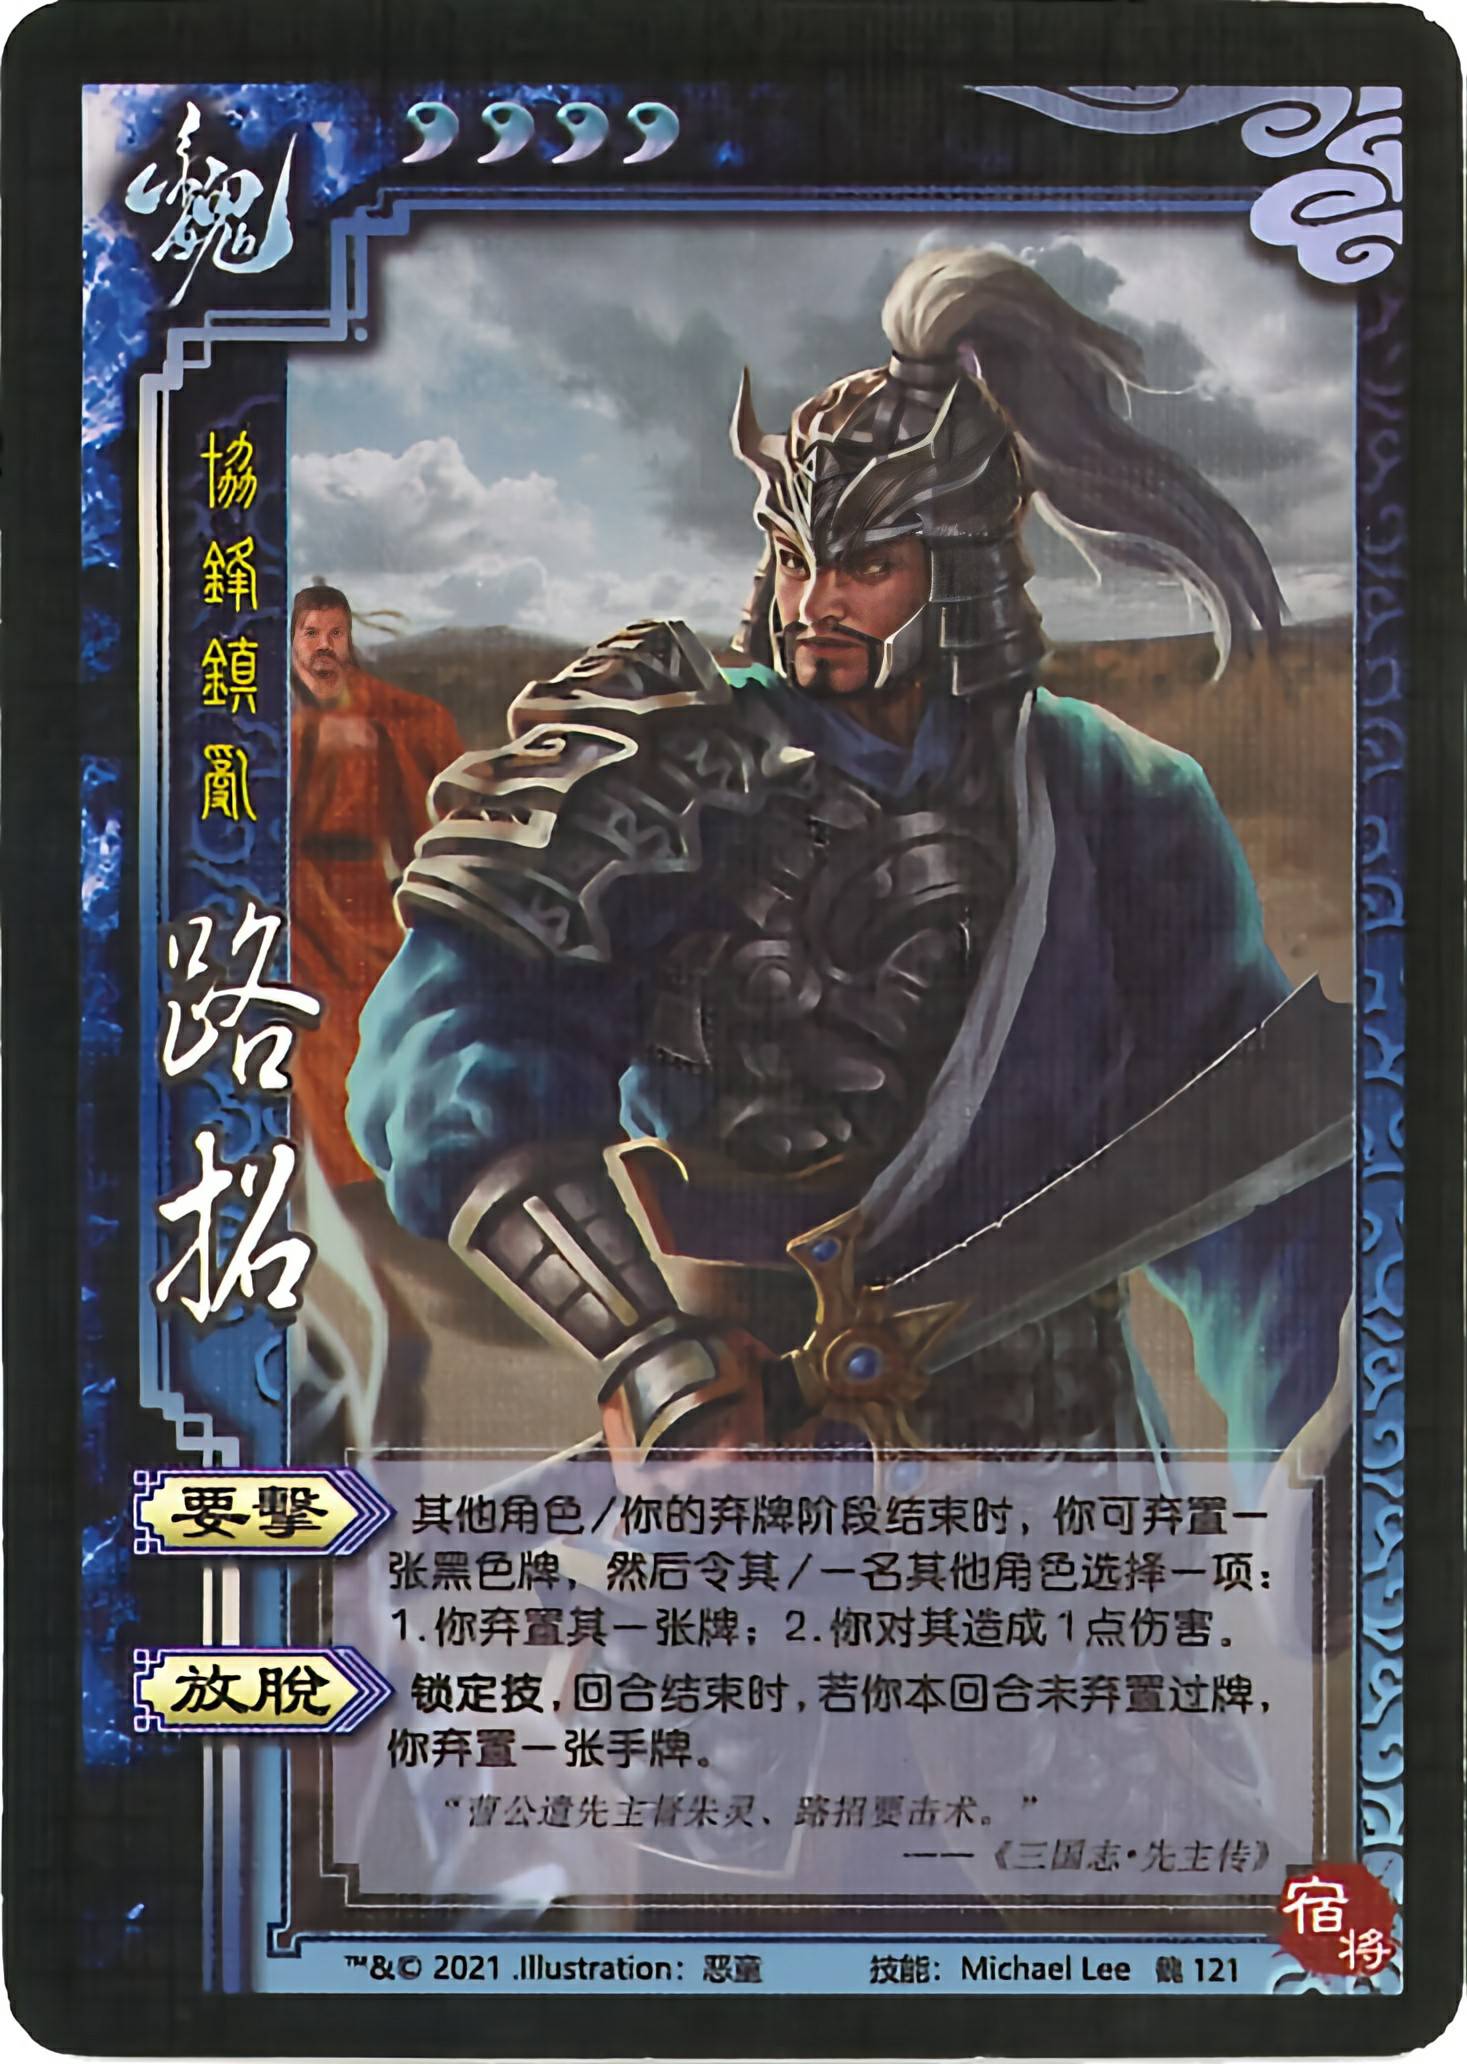 魏
協鋒鎮亂
路招
要擊
其他角色/你的弃牌阶段结束时，你可弃置一
张黑色牌，然后令其/一名其他角色选择一项：
1.你弃置其一张牌；2.你对其造成1点伤害。
放脫
锁定技，回合结束时，若你本回合未弃置过牌，
你弃置一张手牌。
“曹公遣先主督朱灵、路招要击术。”
——《三国志·先主传》
宿将
™&© 2021 .Illustration：恶童
技能：Michael Lee 魏 121